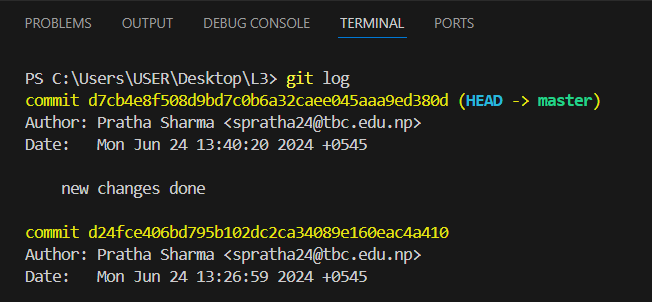 PROBLEMS OUTPUT DEBUG CONSOLE TERMINAL PORTS
PS C:\Users\USER\Desktop\L3> git log
commit d7cb4e8f508d9bd7c0b6a32caee045aaa9ed380d (HEAD -> master)
Author: Pratha Sharma <spratha24@tbc.edu.np>
Date:   Mon Jun 24 13:40:20 2024 +0545
    new changes done
commit d24fce406bd795b102dc2ca34089e160eac4a410
Author: Pratha Sharma <spratha24@tbc.edu.np>
Date:   Mon Jun 24 13:26:59 2024 +0545